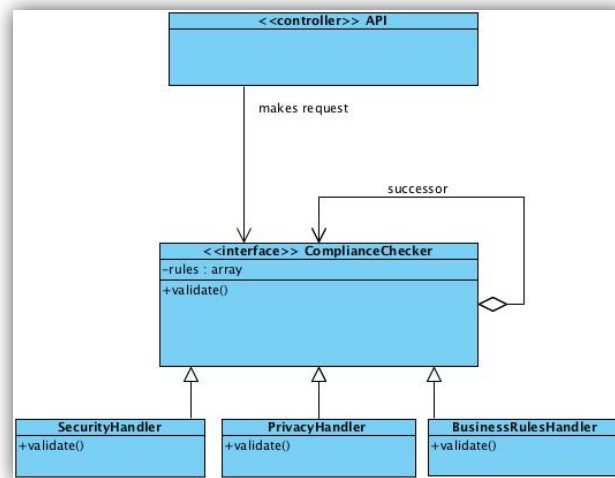 <<controller>> API
makes request
successor
<<interface>> ComplianceChecker
-rules : array
+validate()
SecurityHandler
+validate()
PrivacyHandler
+validate()
BusinessRulesHandler
+validate()